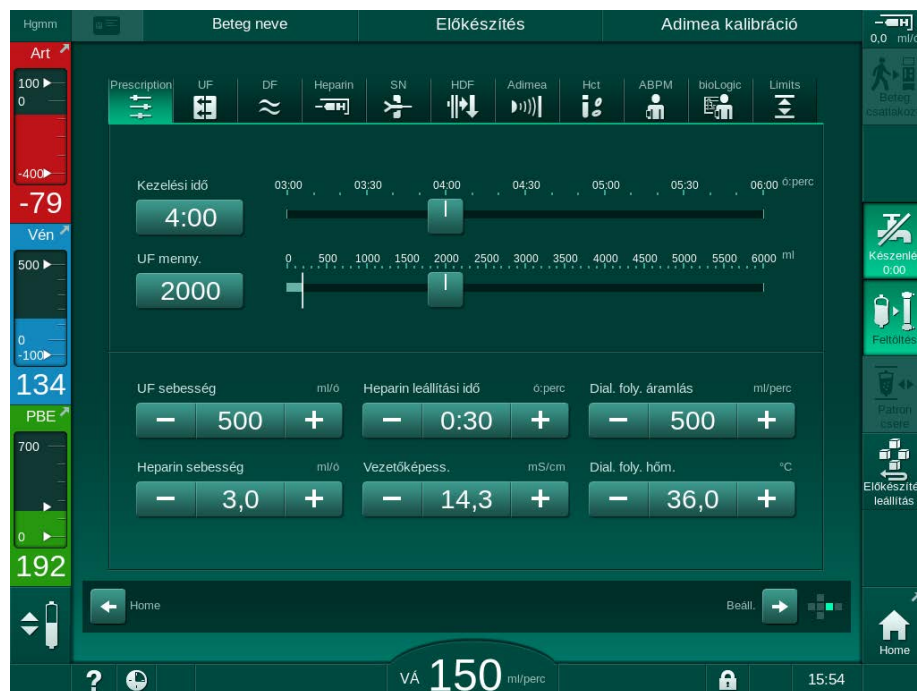 Hgmm
Beteg neve
Előkészítés
Adimea kalibráció
0,0 ml/ó
Art
100
0
-400
-79
Vén
500
0
-100
134
PBE
700
0
192
Prescription
UF
DF
Heparin
SN
HDF
Adimea
Hct
ABPM
bioLogic
Limits
Kezelési idő
4:00
03:00 03:30 04:00 04:30 05:00 05:30 06:00 ó:perc
UF menny.
2000
0 500 1000 1500 2000 2500 3000 3500 4000 4500 5000 5500 6000 ml
UF sebesség ml/ó
− 500 +
Heparin leállítási idő ó:perc
− 0:30 +
Dial. foly. áramlás ml/perc
− 500 +
Heparin sebesség ml/ó
− 3,0 +
Vezetőképess. mS/cm
− 14,3 +
Dial. foly. hőm. °C
− 36,0 +
Home
Beáll.
Beteg
csatlakoz
Készenlé
0:00
Feltöltés
Patron
csere
Előkészíté
leállítás
Home
?
VÁ 150 ml/perc
15:54